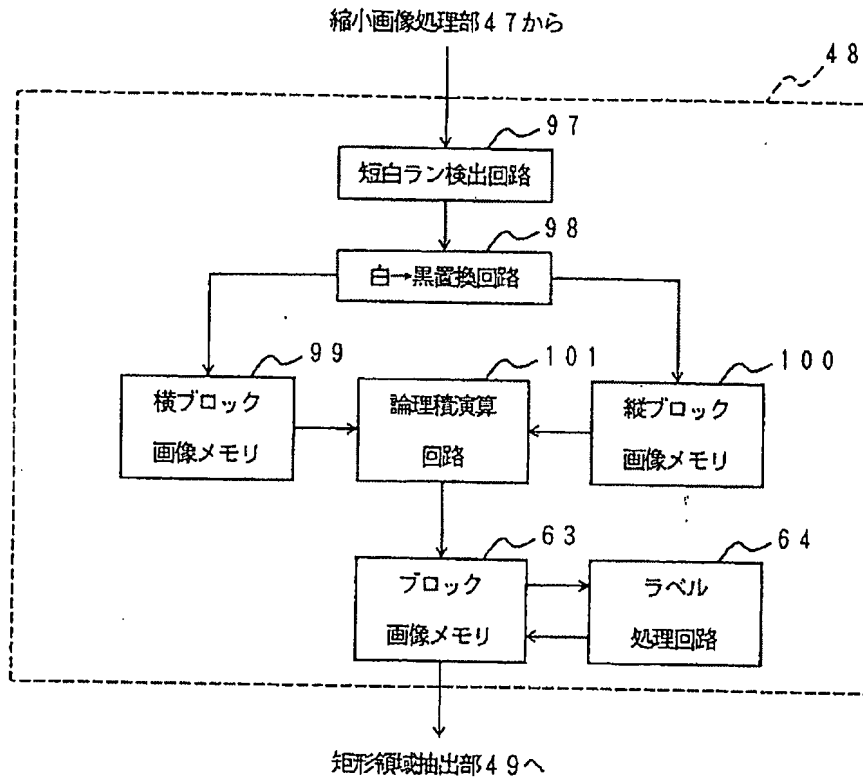 縮小画像処理部47から
48
97
短白ラン検出回路
98
白→黒置換回路
99
横ブロック
画像メモリ
101
論理積演算
回路
100
縦ブロック
画像メモリ
63
ブロック
画像メモリ
64
ラベル
処理回路
矩形領域抽出部49へ